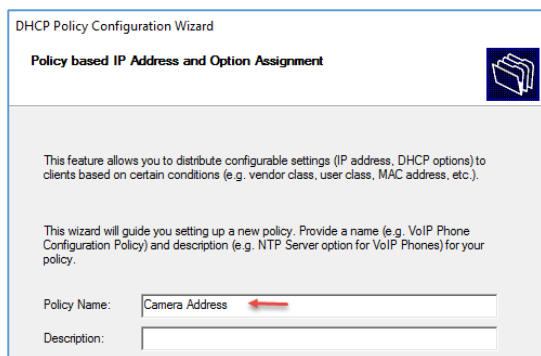 DHCP Policy Configuration Wizard
Policy based IP Address and Option Assignment
This feature allows you to distribute configurable settings (IP address, DHCP options) to
clients based on certain conditions (e.g. vendor class, user class, MAC address, etc.).
This wizard will guide you setting up a new policy. Provide a name (e.g. VoIP Phone
Configuration Policy) and description (e.g. NTP Server option for VoIP Phones) for your
policy.
Policy Name: Camera Address
Description: